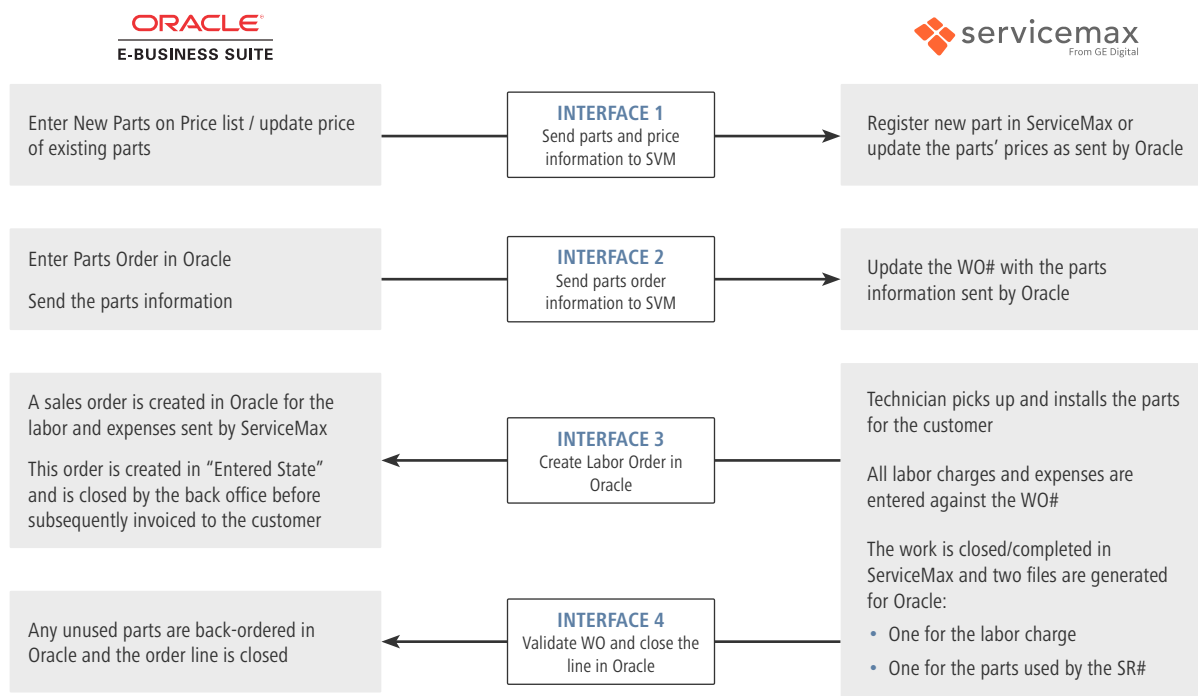 ORACLE®
E-BUSINESS SUITE
servicemax
From GE Digital
Enter New Parts on Price list / update price
of existing parts
INTERFACE 1
Send parts and price
information to SVM
Register new part in ServiceMax or
update the parts’ prices as sent by Oracle
Enter Parts Order in Oracle
Send the parts information
INTERFACE 2
Send parts order
information to SVM
Update the WO# with the parts
information sent by Oracle
A sales order is created in Oracle for the
labor and expenses sent by ServiceMax
This order is created in “Entered State”
and is closed by the back office before
subsequently invoiced to the customer
INTERFACE 3
Create Labor Order in
Oracle
Technician picks up and installs the parts
for the customer
All labor charges and expenses are
entered against the WO#
The work is closed/completed in
ServiceMax and two files are generated
for Oracle:
• One for the labor charge
• One for the parts used by the SR#
Any unused parts are back-ordered in
Oracle and the order line is closed
INTERFACE 4
Validate WO and close the
line in Oracle